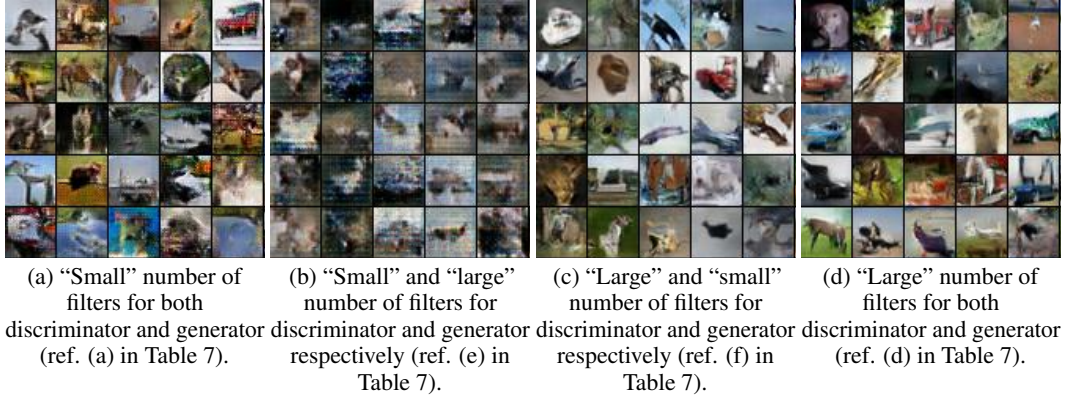 (a) “Small” number of
filters for both
discriminator and generator
(ref. (a) in Table 7).
(b) “Small” and “large”
number of filters for
discriminator and generator
respectively (ref. (e) in
Table 7).
(c) “Large” and “small”
number of filters for
discriminator and generator
respectively (ref. (f) in
Table 7).
(d) “Large” number of
filters for both
discriminator and generator
(ref. (d) in Table 7).